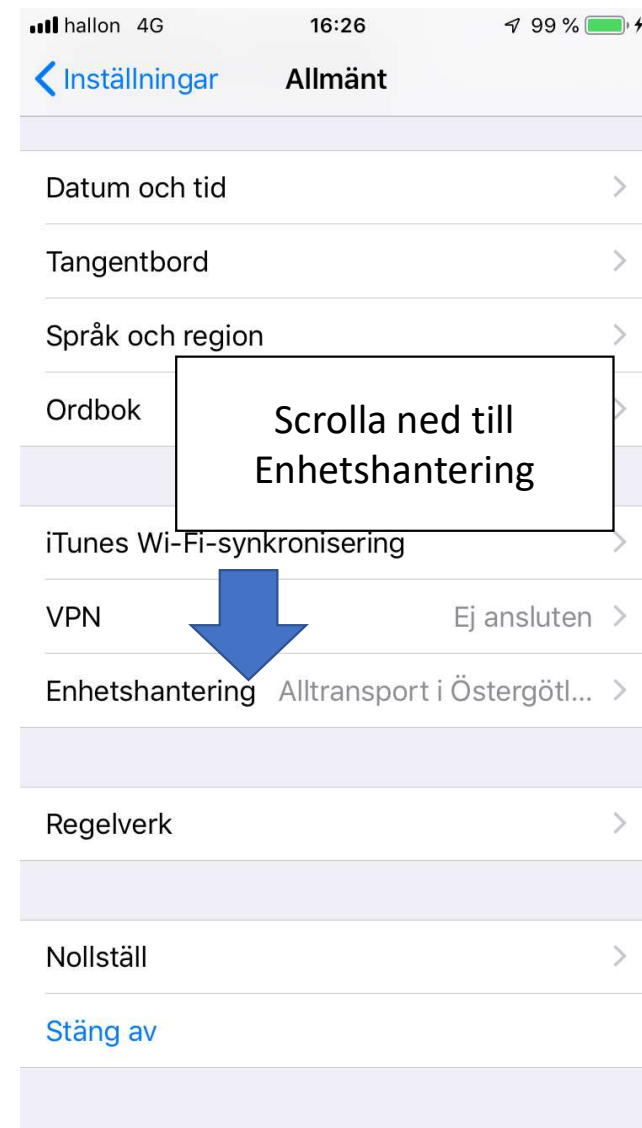 hallon 4G 16:26 99 %
Inställningar Allmänt
Datum och tid
Tangentbord
Språk och region
Ordbok
Scrolla ned till
Enhetshantering
iTunes Wi-Fi-synkronisering
VPN Ej ansluten
Enhetshantering Alltransport i Östergötl...
Regelverk
Nollställ
Stäng av